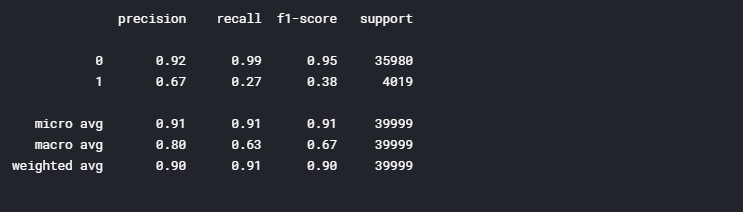 precision recall f1-score support
0 0.92 0.99 0.95 35980
1 0.67 0.27 0.38 4019
micro avg 0.91 0.91 0.91 39999
macro avg 0.80 0.63 0.67 39999
weighted avg 0.90 0.91 0.90 39999